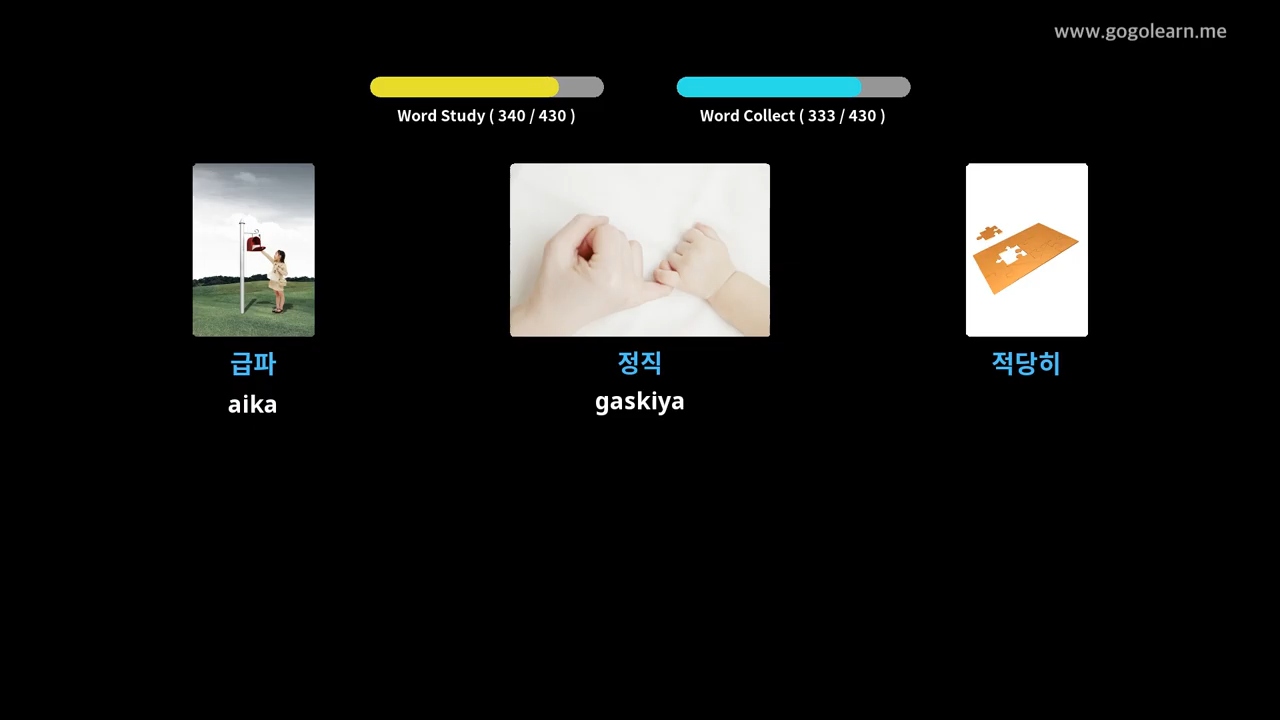 www.gogolearn.me
Word Study ( 340 / 430 )
Word Collect ( 333 / 430 )
급파
aika
정직
gaskiya
적당히